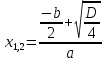 x₁,₂ = (-b/2 + √(D/4)) / a